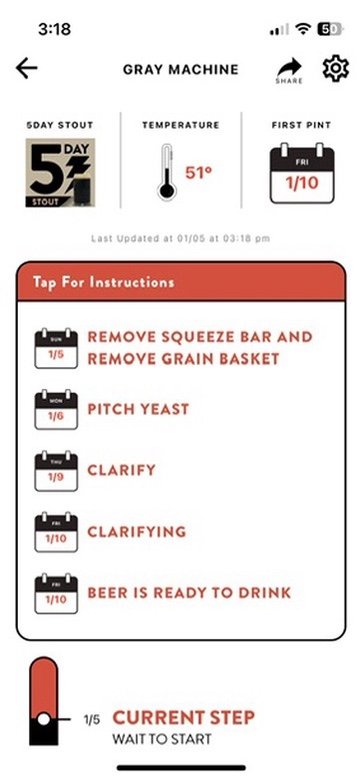 3:18
50
GRAY MACHINE
SHARE
5DAY STOUT
TEMPERATURE
FIRST PINT
5 DAY
STOUT
51°
FRI
1/10
Last Updated at 01/05 at 03:18 pm
Tap For Instructions
SUN
1/5
REMOVE SQUEEZE BAR AND
REMOVE GRAIN BASKET
MON
1/6
PITCH YEAST
THU
1/9
CLARIFY
FRI
1/10
CLARIFYING
FRI
1/10
BEER IS READY TO DRINK
1/5
CURRENT STEP
WAIT TO START